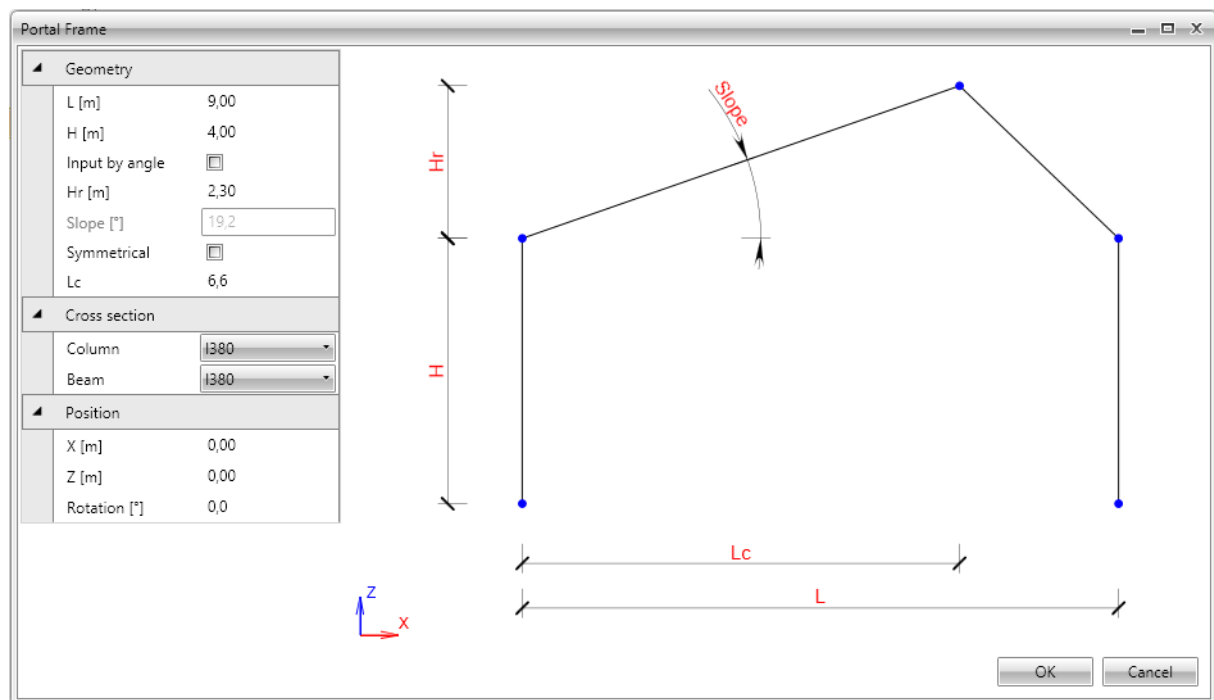 Portal Frame
Geometry
L [m] 9,00
H [m] 4,00
Input by angle
Hr [m] 2,30
Slope [°] 19,2
Symmetrical
Lc 6,6
Cross section
Column I380
Beam I380
Position
X [m] 0,00
Z [m] 0,00
Rotation [°] 0,0
Slope
Hr
H
Lc
L
Z
X
OK Cancel